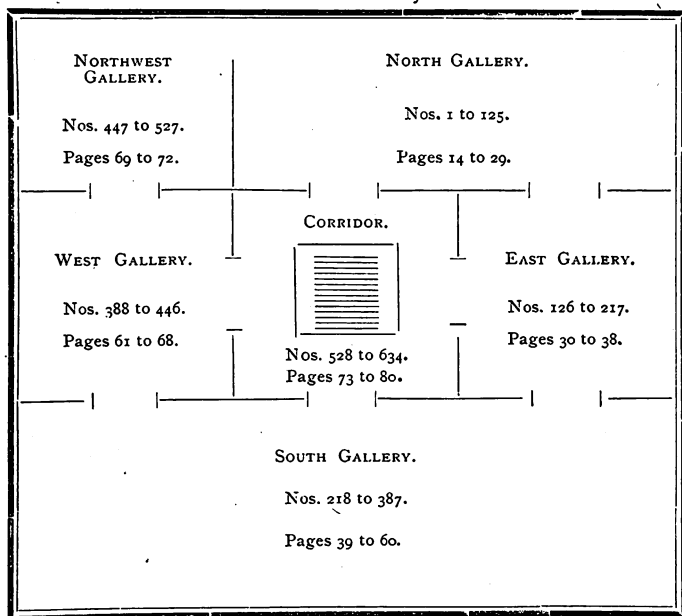 NORTHWEST
GALLERY.
Nos. 447 to 527.
Pages 69 to 72.
NORTH GALLERY.
Nos. 1 to 125.
Pages 14 to 29.
WEST GALLERY.
Nos. 388 to 446.
Pages 61 to 68.
CORRIDOR.
Nos. 528 to 634.
Pages 73 to 80.
EAST GALLERY.
Nos. 126 to 217.
Pages 30 to 38.
SOUTH GALLERY.
Nos. 218 to 387.
Pages 39 to 60.